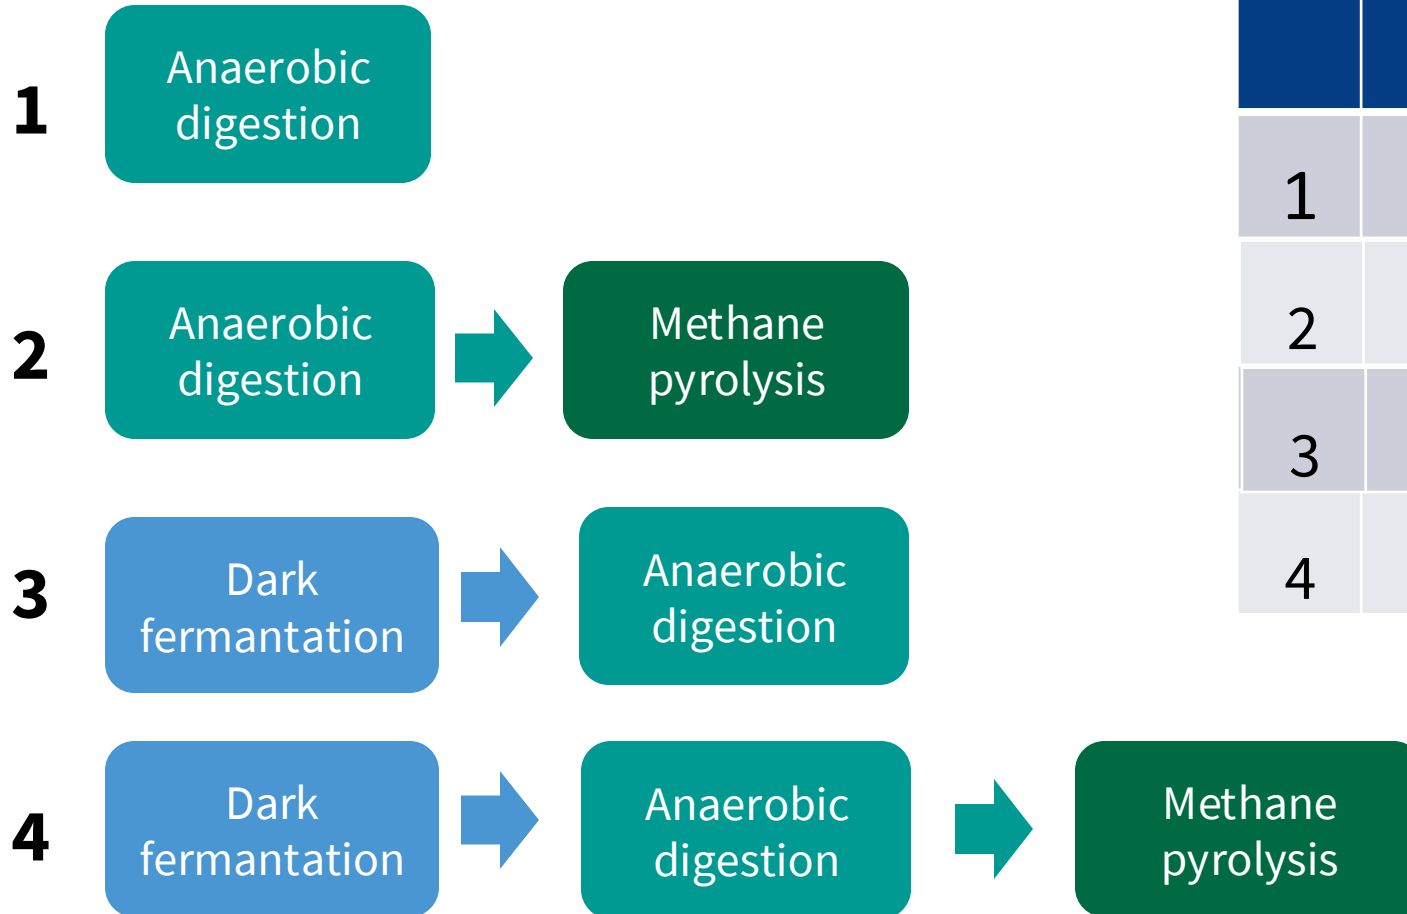 1
Anaerobic
digestion
2
Anaerobic
digestion
Methane
pyrolysis
3
Dark
fermantation
Anaerobic
digestion
4
Dark
fermantation
Anaerobic
digestion
Methane
pyrolysis
1
2
3
4